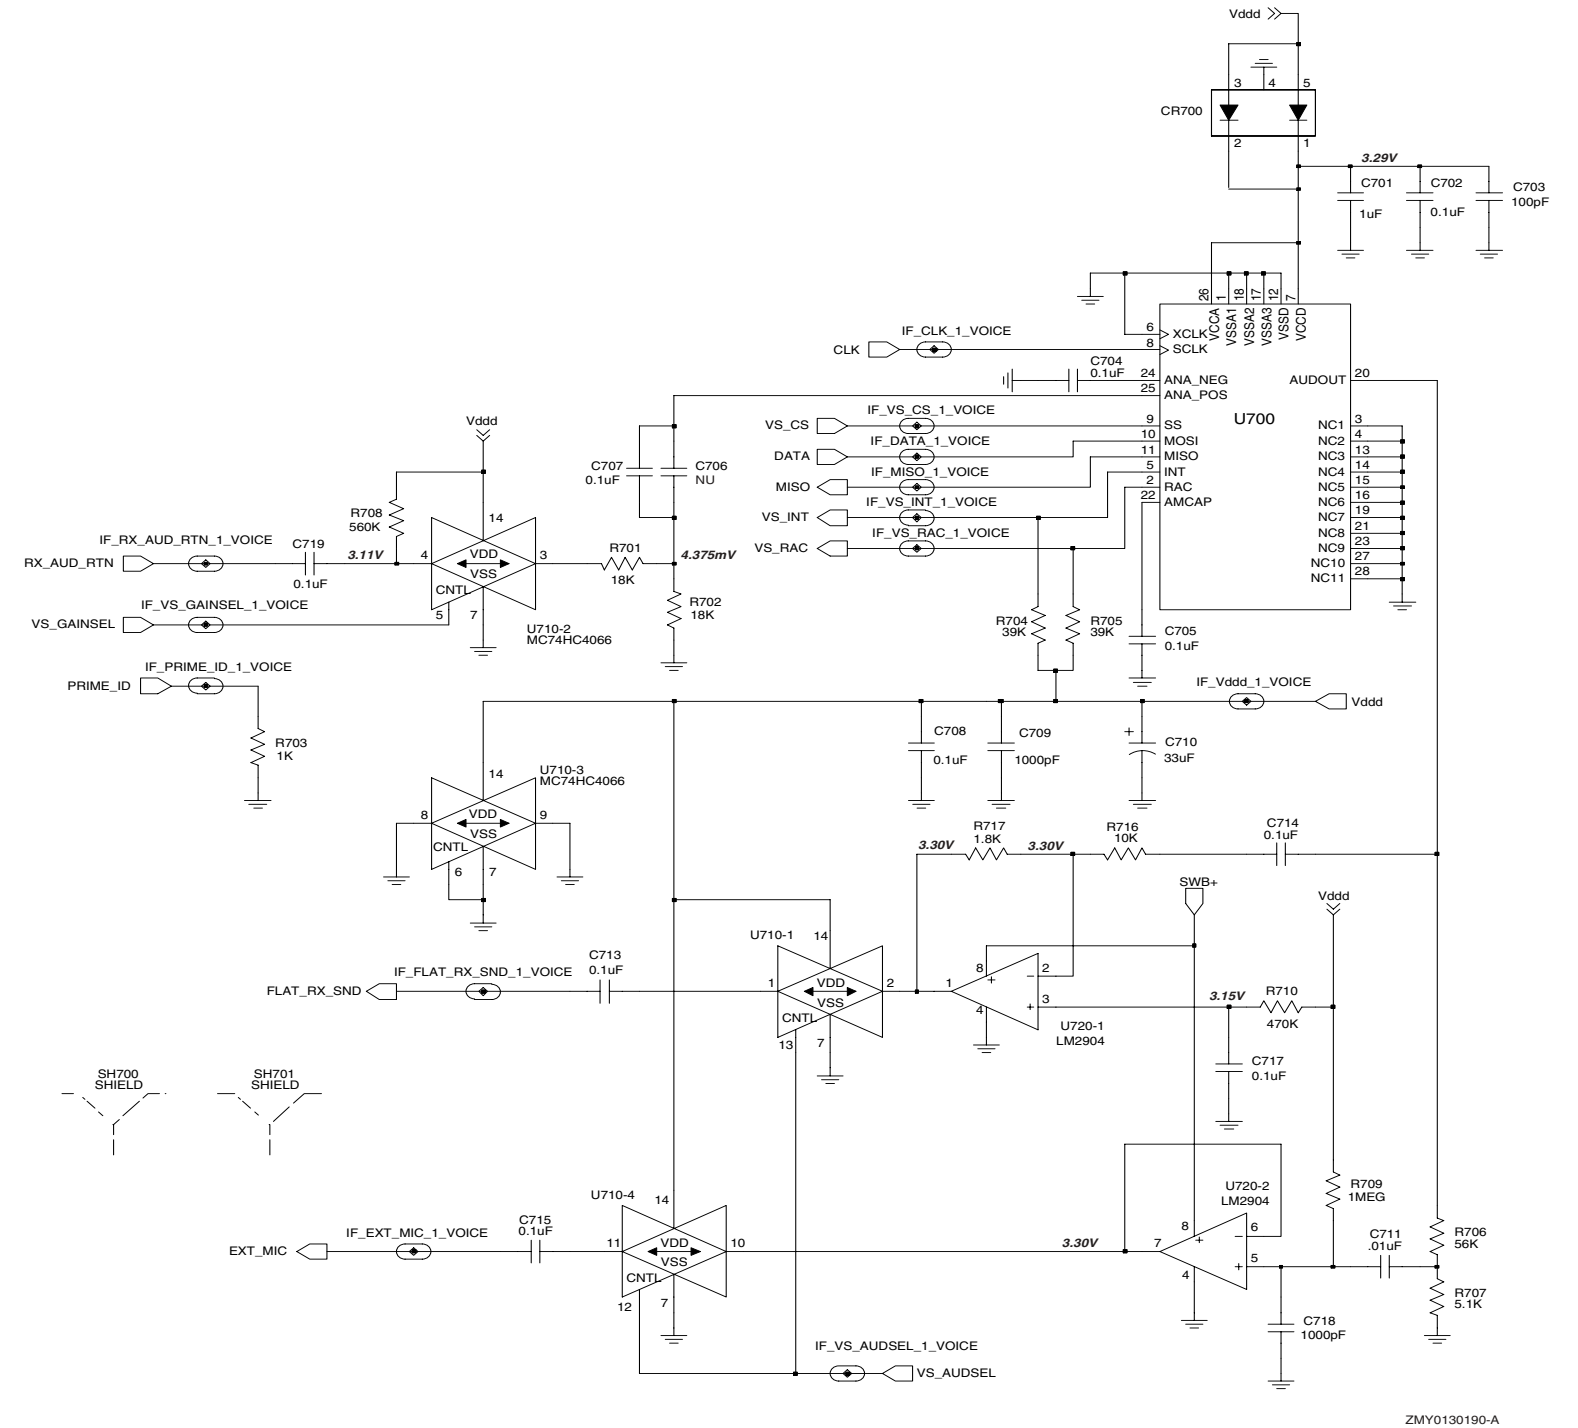 Vddd
3 4 5
CR700
2 1
3.29V
C701
1uF
C702
0.1uF
C703
100pF
26 1 18 17 12 7
VCCA VSSA1 VSSA2 VSSA3 VSSD VCCD
6 XCLK
8 SCLK
CLK
IF_CLK_1_VOICE
C704
0.1uF
24 ANA_NEG
25 ANA_POS
AUDOUT 20
U700
VS_CS
IF_VS_CS_1_VOICE
9 SS
DATA
IF_DATA_1_VOICE
10 MOSI
MISO
IF_MISO_1_VOICE
11 MISO
VS_INT
IF_VS_INT_1_VOICE
5 INT
VS_RAC
IF_VS_RAC_1_VOICE
2 RAC
22 AMCAP
NC1 3
NC2 4
NC3 13
NC4 14
NC5 15
NC6 16
NC7 19
NC8 21
NC9 23
NC10 27
NC11 28
Vddd
C707
0.1uF
C706
NU
R708
560K
14
IF_RX_AUD_RTN_1_VOICE
RX_AUD_RTN
C719
0.1uF
3.11V
4 VDD 3
VSS
CNTL
5 7
R701
18K
4.375mV
R702
18K
IF_VS_GAINSEL_1_VOICE
VS_GAINSEL
U710-2
MC74HC4066
R704
39K
R705
39K
C705
0.1uF
IF_PRIME_ID_1_VOICE
PRIME_ID
R703
1K
IF_Vddd_1_VOICE
Vddd
C708
0.1uF
C709
1000pF
+
C710
33uF
U710-3
MC74HC4066
14
8 VDD 9
VSS
CNTL
6 7
3.30V
R717
1.8K
3.30V
R716
10K
C714
0.1uF
SWB+
Vddd
U710-1
14
IF_FLAT_RX_SND_1_VOICE
FLAT_RX_SND
C713
0.1uF
1 VDD 2
VSS
CNTL
13 7
1
8
+
4
2
−
3
+
U720-1
LM2904
3.15V
R710
470K
C717
0.1uF
SH700
SHIELD
SH701
SHIELD
U710-4
14
IF_EXT_MIC_1_VOICE
EXT_MIC
C715
0.1uF
11 VDD 10
VSS
CNTL
12 7
3.30V
7
8
+
4
U720-2
LM2904
6
−
5
+
R709
1MEG
C711
.01uF
R706
56K
R707
5.1K
C718
1000pF
IF_VS_AUDSEL_1_VOICE
VS_AUDSEL
ZMY0130190-A